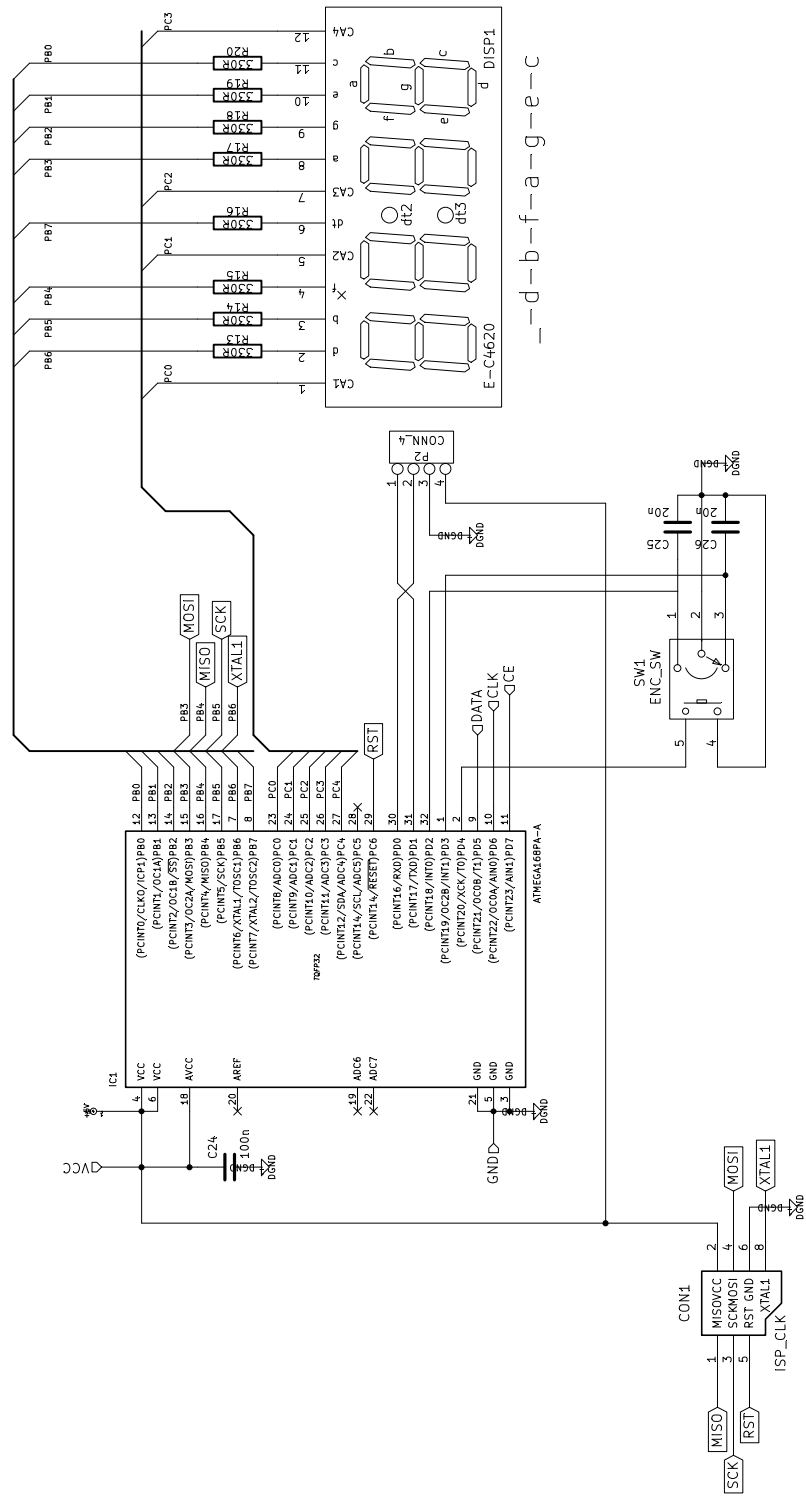 PC3
12
CA4
PB0
R20
330R
11
c
DISP1
PB1
R19
330R
10
e
PB2
R18
330R
9
g
PB3
R17
330R
8
a
PC2
7
CA3
PB7
R16
330R
6
dt
PC1
5
CA2
PB4
R15
330R
4
f
PB5
R14
330R
3
b
PB6
R13
330R
2
d
PC0
1
CA1
a
b
c
d
e
f
g
dt2
dt3
E-C4620
_-d-b-f-a-g-e-c
CONN_4
P2
1
2
3
4
DGND
DGND
DGND
DGND
20n
C25
20n
C26
1
2
3
SW1
ENC_SW
5
4
MOSI
MISO
SCK
XTAL1
PB3
PB4
PB5
PB6
RST
DATA
CLK
CE
12
PB0
13
PB1
14
PB2
15
PB3
16
PB4
17
PB5
7
PB6
8
PB7
23
PC0
24
PC1
25
PC2
26
PC3
27
PC4
28
29
30
31
32
1
2
9
10
11
(PCINT0/CLKO/ICP1)PB0
(PCINT1/OC1A)PB1
(PCINT2/OC1B/SS)PB2
(PCINT3/OC2A/MOSI)PB3
(PCINT4/MISO)PB4
(PCINT5/SCK)PB5
(PCINT6/XTAL1/TOSC1)PB6
(PCINT7/XTAL2/TOSC2)PB7
(PCINT8/ADC0)PC0
(PCINT9/ADC1)PC1
(PCINT10/ADC2)PC2
(PCINT11/ADC3)PC3
(PCINT12/SDA/ADC4)PC4
(PCINT14/SCL/ADC5)PC5
(PCINT14/RESET)PC6
(PCINT16/RXD)PD0
(PCINT17/TXD)PD1
(PCINT18/INT0)PD2
(PCINT19/OC2B/INT1)PD3
(PCINT20/XCK/T0)PD4
(PCINT21/OC0B/T1)PD5
(PCINT22/OC0A/AIN0)PD6
(PCINT23/AIN1)PD7
ATMEGA168PA-A
TQFP32
IC1
VCC
4
VCC
6
AVCC
18
AREF
20
ADC6
19
ADC7
22
GND
21
GND
5
GND
3
DGND
DGND
VCC
C24
100n
DGND
DGND
GND
CON1
MISO
VCC
SCK
MOSI
RST
GND
XTAL1
ISP_CLK
2
4
6
8
1
3
5
MOSI
XTAL1
DGND
DGND
MISO
SCK
RST